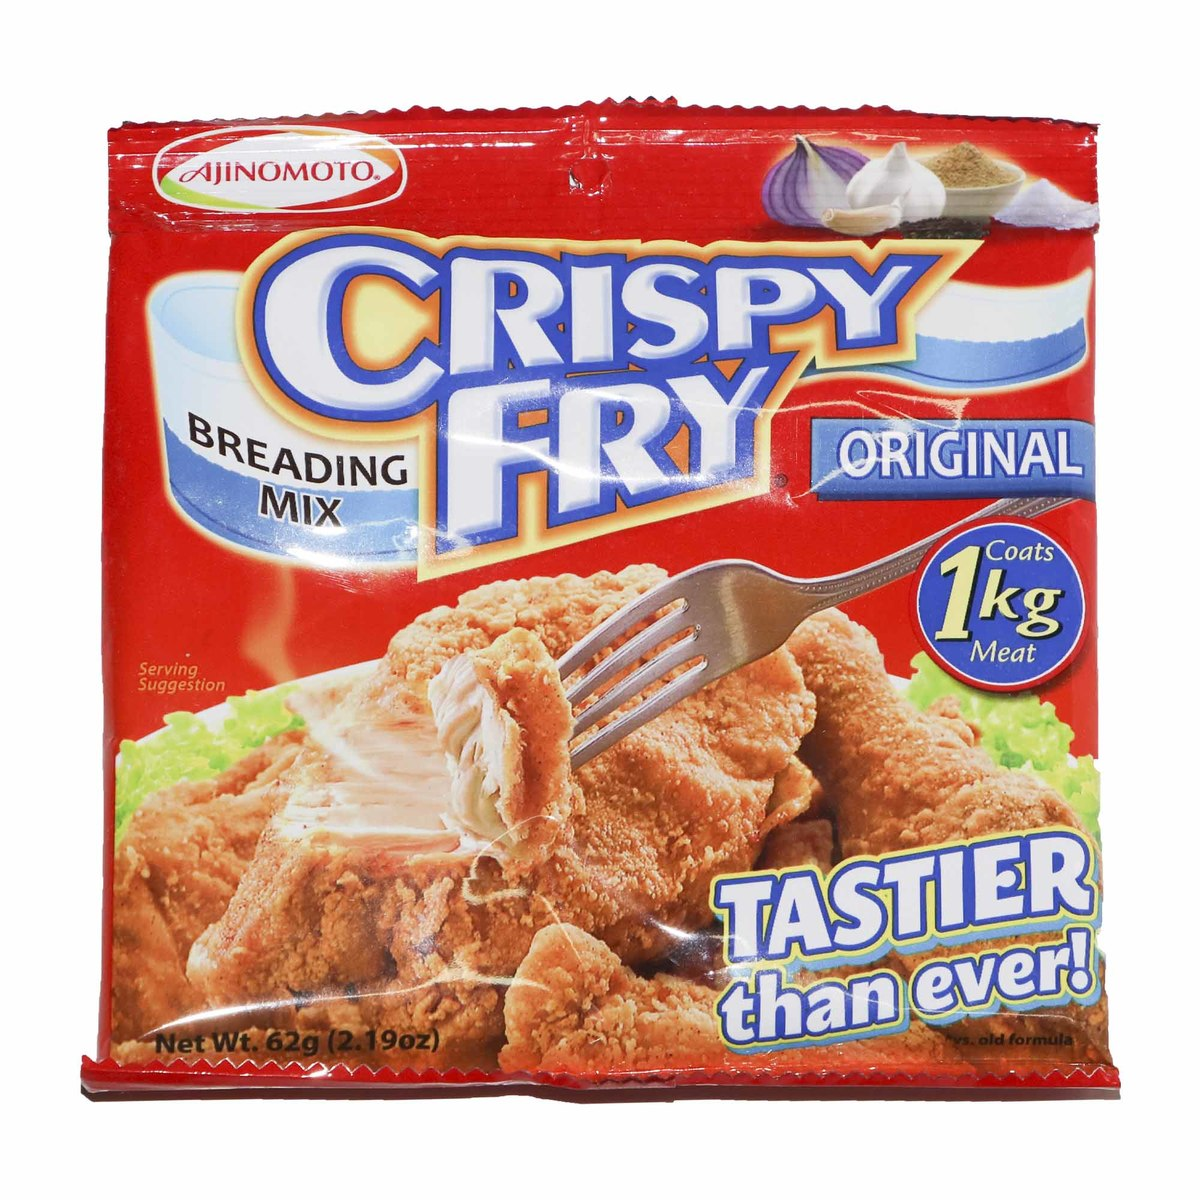 AJINOMOTO®
CRISPY
FRY®
BREADING
MIX
ORIGINAL
Coats
1kg
Meat
Serving
Suggestion
TASTIER
than ever!
*vs. old formula
Net Wt. 62g (2.19oz)